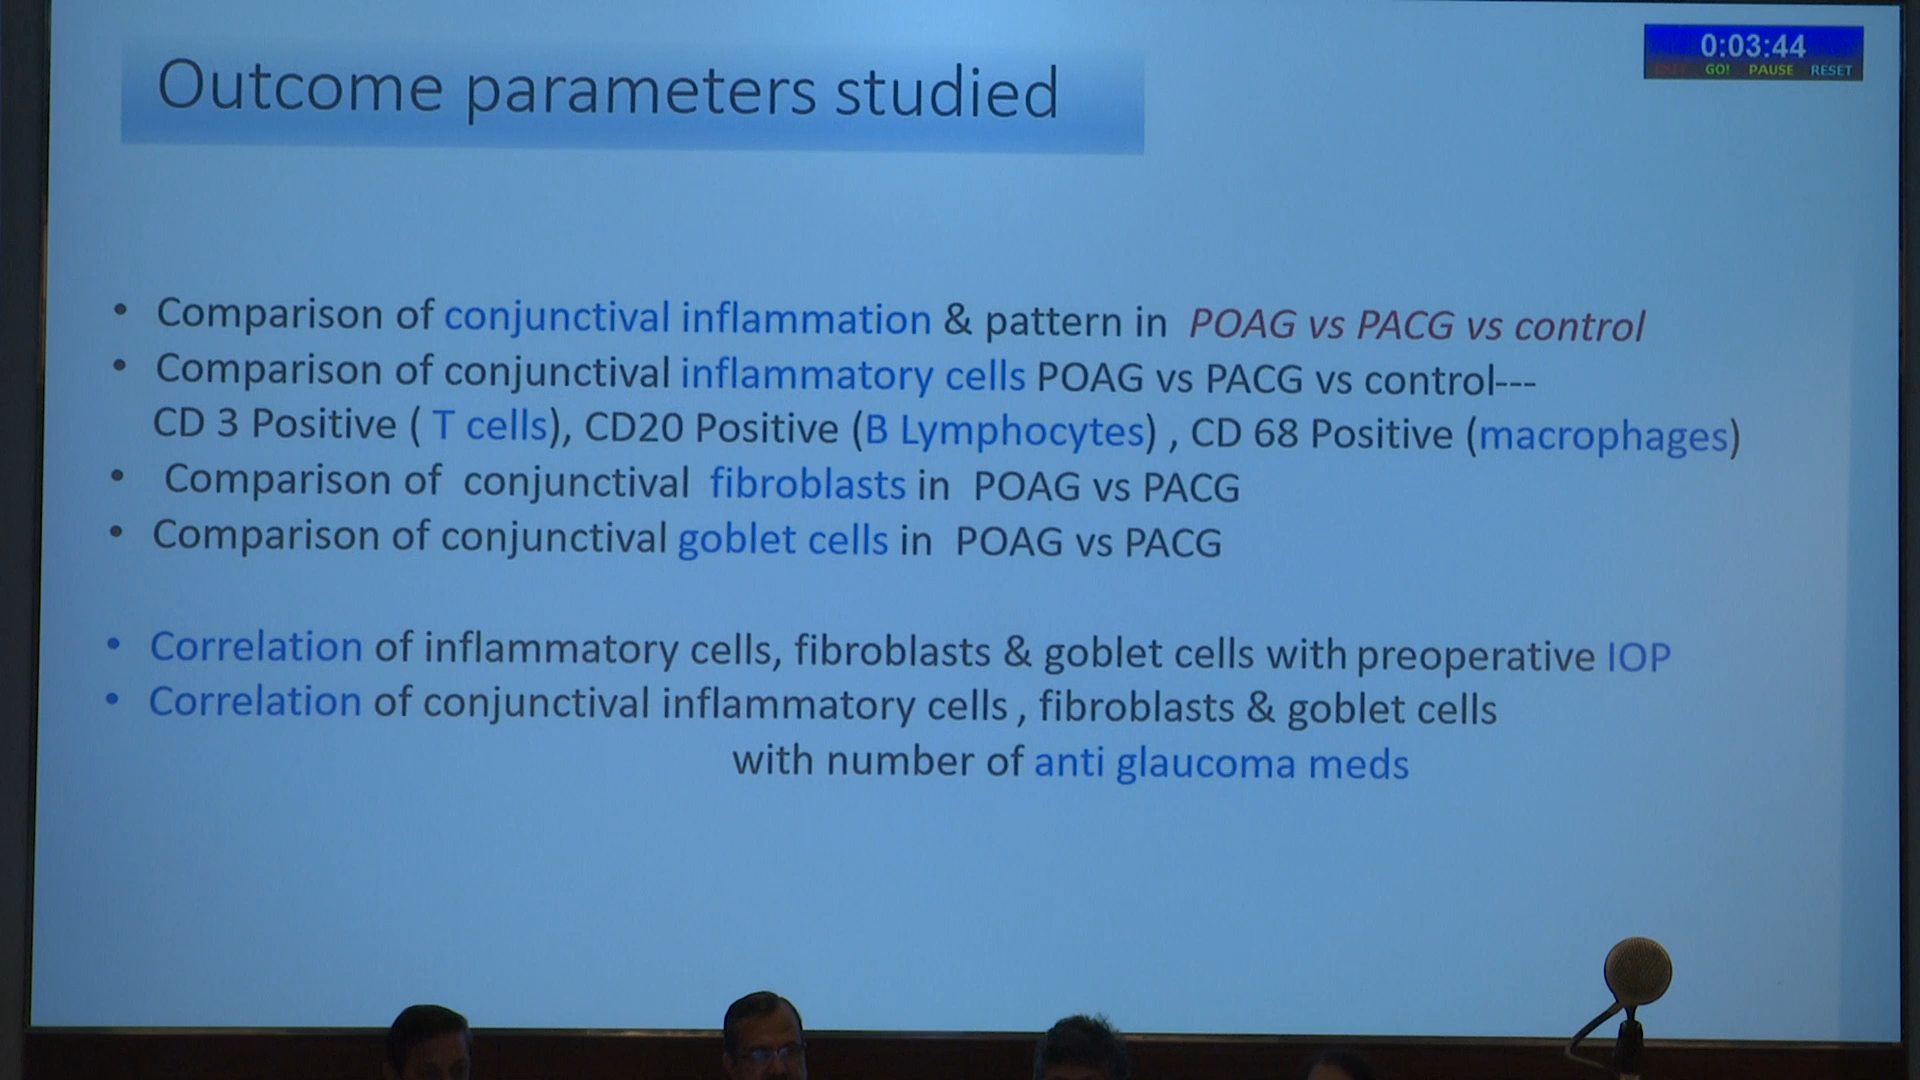 0:03:44
EXIT GO! PAUSE RESET
Outcome parameters studied
• Comparison of conjunctival inflammation & pattern in POAG vs PACG vs control
• Comparison of conjunctival inflammatory cells POAG vs PACG vs control---
CD 3 Positive ( T cells), CD20 Positive (B Lymphocytes) , CD 68 Positive (macrophages)
• Comparison of conjunctival fibroblasts in POAG vs PACG
• Comparison of conjunctival goblet cells in POAG vs PACG
• Correlation of inflammatory cells, fibroblasts & goblet cells with preoperative IOP
• Correlation of conjunctival inflammatory cells , fibroblasts & goblet cells
with number of anti glaucoma meds